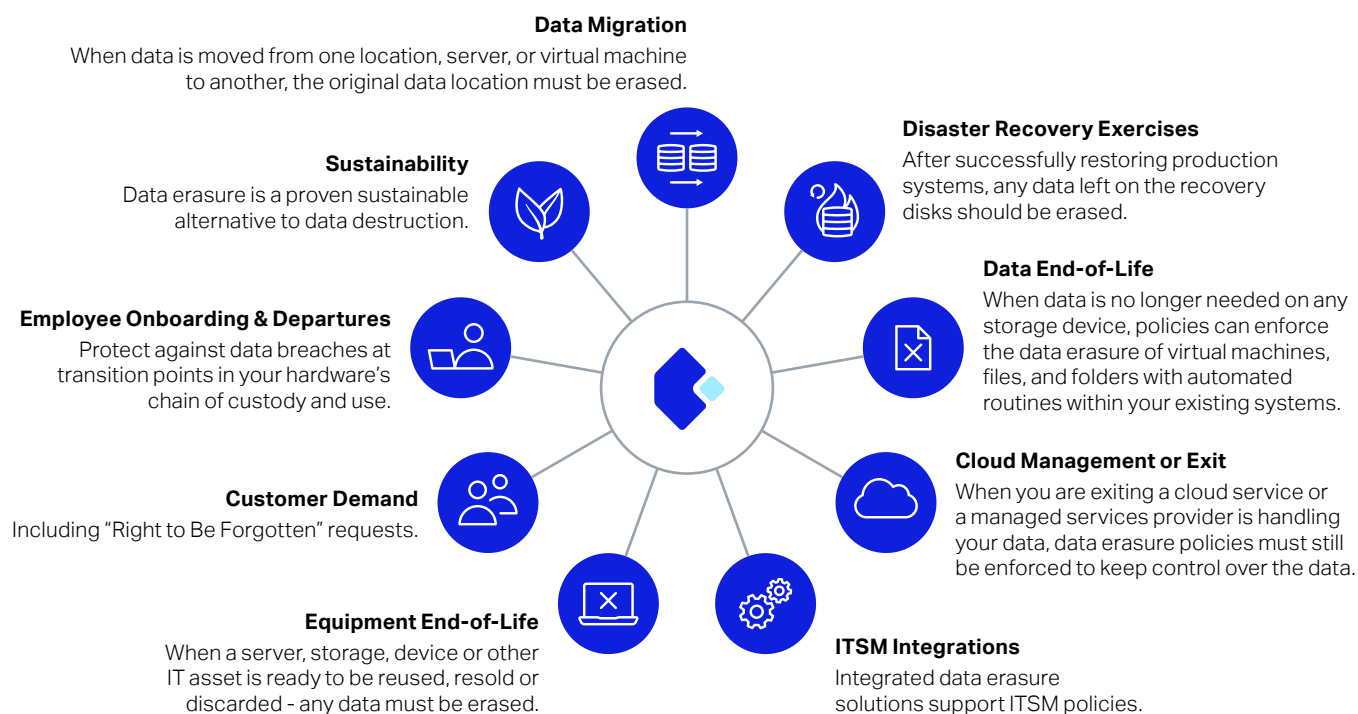 Data Migration
When data is moved from one location, server, or virtual machine
to another, the original data location must be erased.
Disaster Recovery Exercises
After successfully restoring production
systems, any data left on the recovery
disks should be erased.
Data End-of-Life
When data is no longer needed on any
storage device, policies can enforce
the data erasure of virtual machines,
files, and folders with automated
routines within your existing systems.
Cloud Management or Exit
When you are exiting a cloud service or
a managed services provider is handling
your data, data erasure policies must still
be enforced to keep control over the data.
ITSM Integrations
Integrated data erasure
solutions support ITSM policies.
Equipment End-of-Life
When a server, storage, device or other
IT asset is ready to be reused, resold or
discarded - any data must be erased.
Customer Demand
Including “Right to Be Forgotten” requests.
Employee Onboarding & Departures
Protect against data breaches at
transition points in your hardware’s
chain of custody and use.
Sustainability
Data erasure is a proven sustainable
alternative to data destruction.